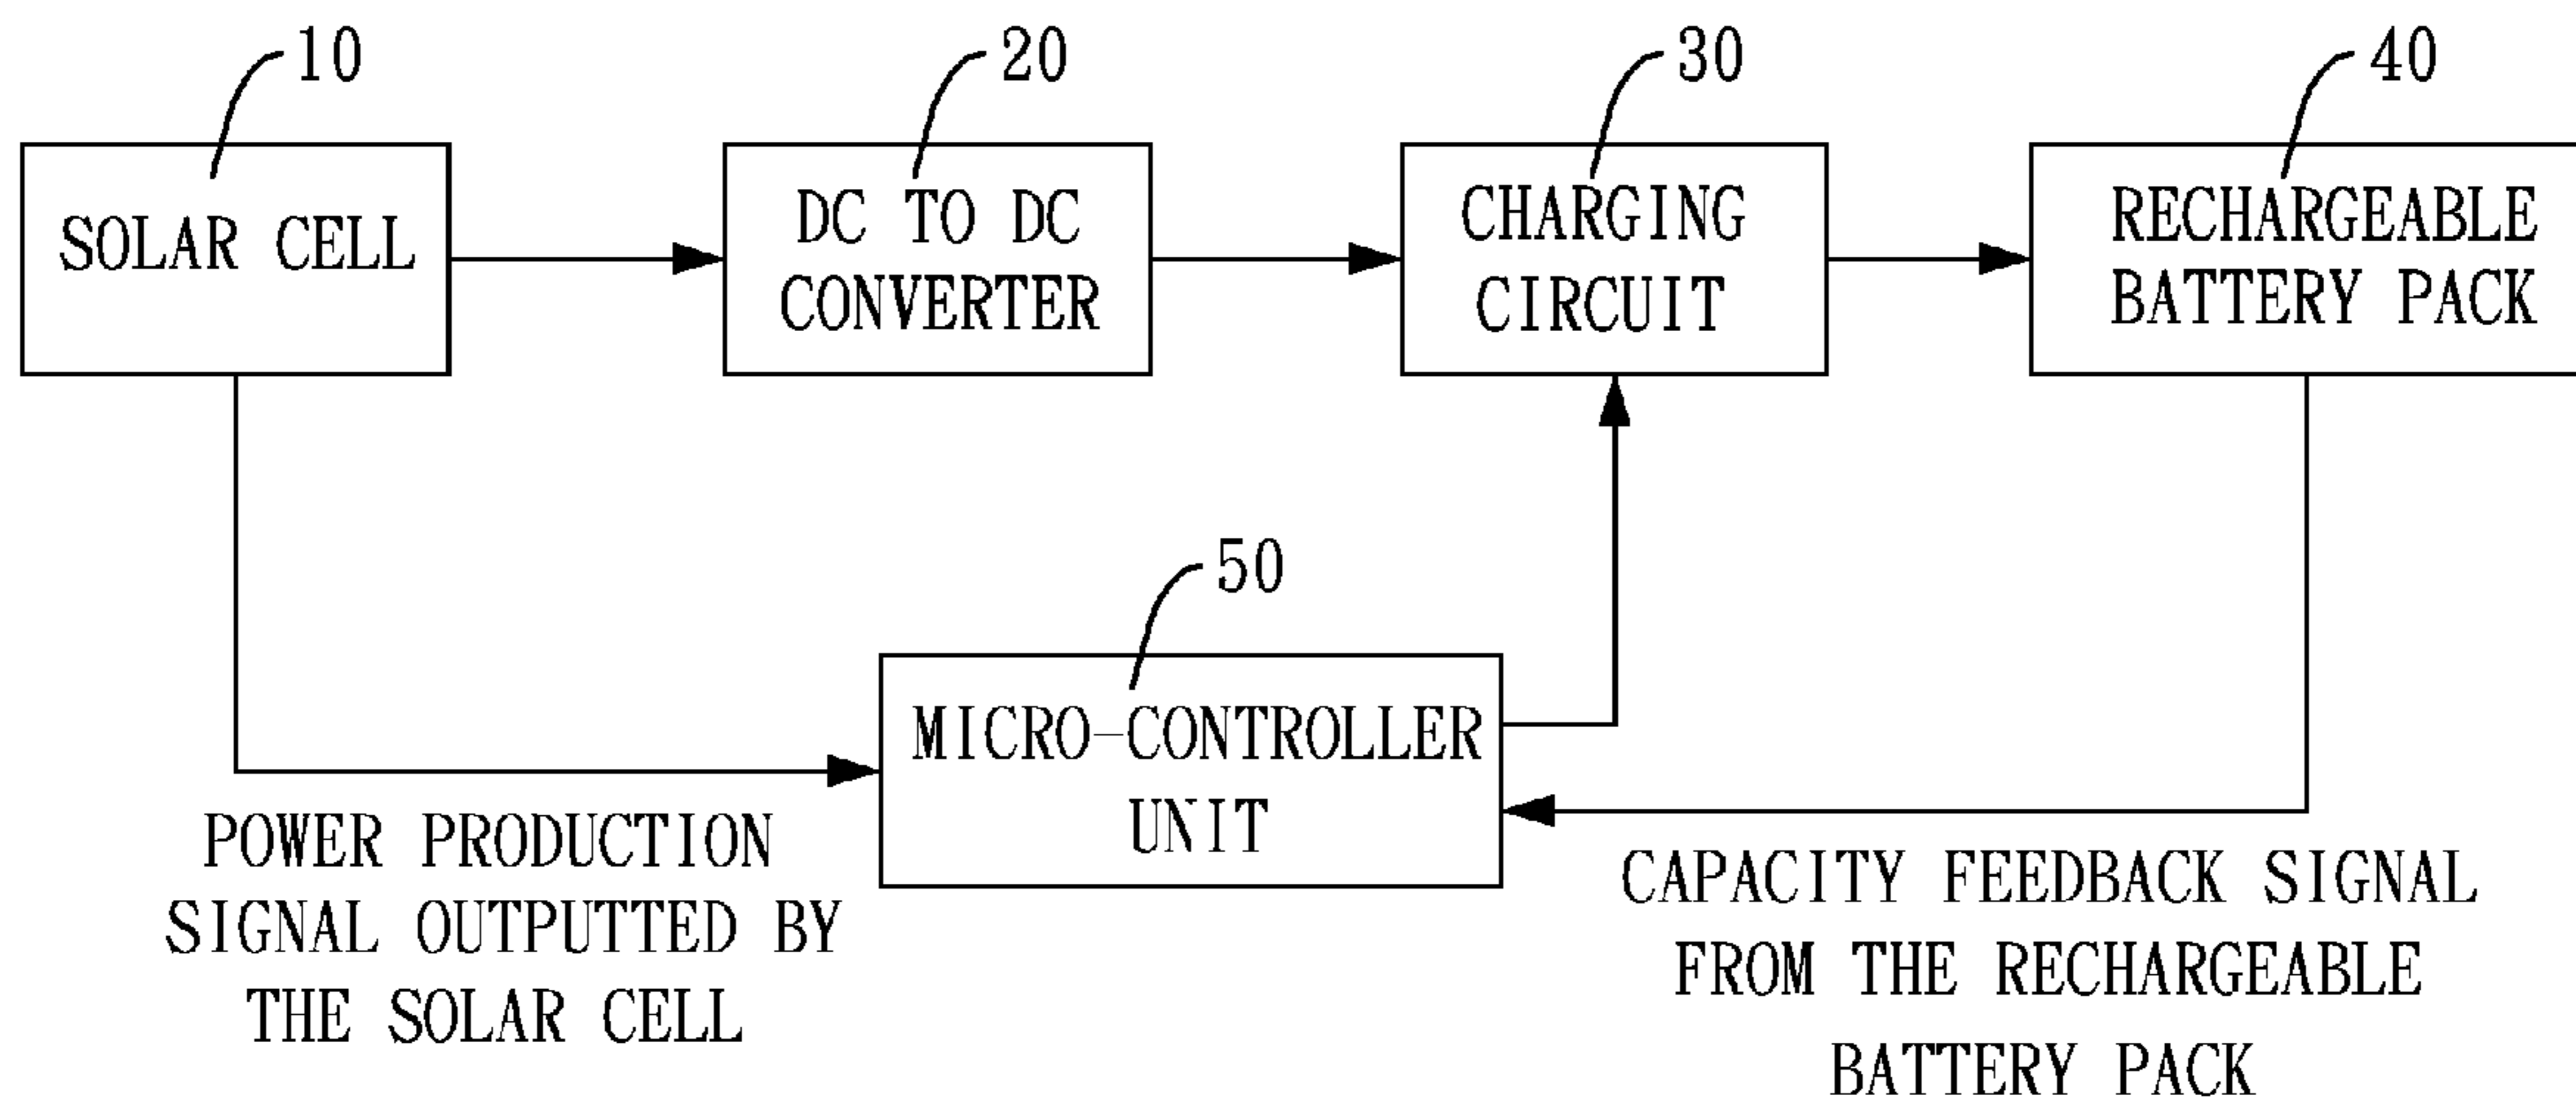 10
20
30
40
SOLAR CELL
DC TO DC
CONVERTER
CHARGING
CIRCUIT
RECHARGEABLE
BATTERY PACK
50
MICRO-CONTROLLER
UNIT
POWER PRODUCTION
SIGNAL OUTPUTTED BY
THE SOLAR CELL
CAPACITY FEEDBACK SIGNAL
FROM THE RECHARGEABLE
BATTERY PACK